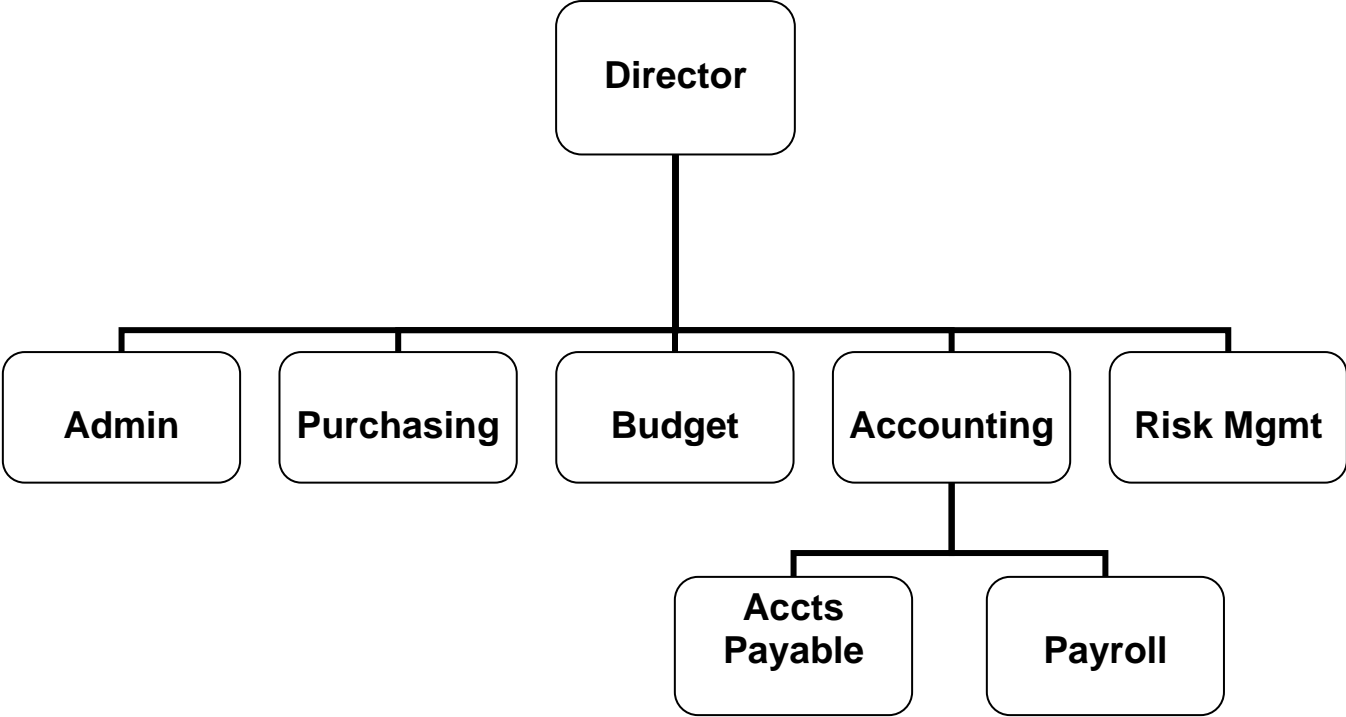 Director
Admin
Purchasing
Budget
Accounting
Risk Mgmt
Accts
Payable
Payroll